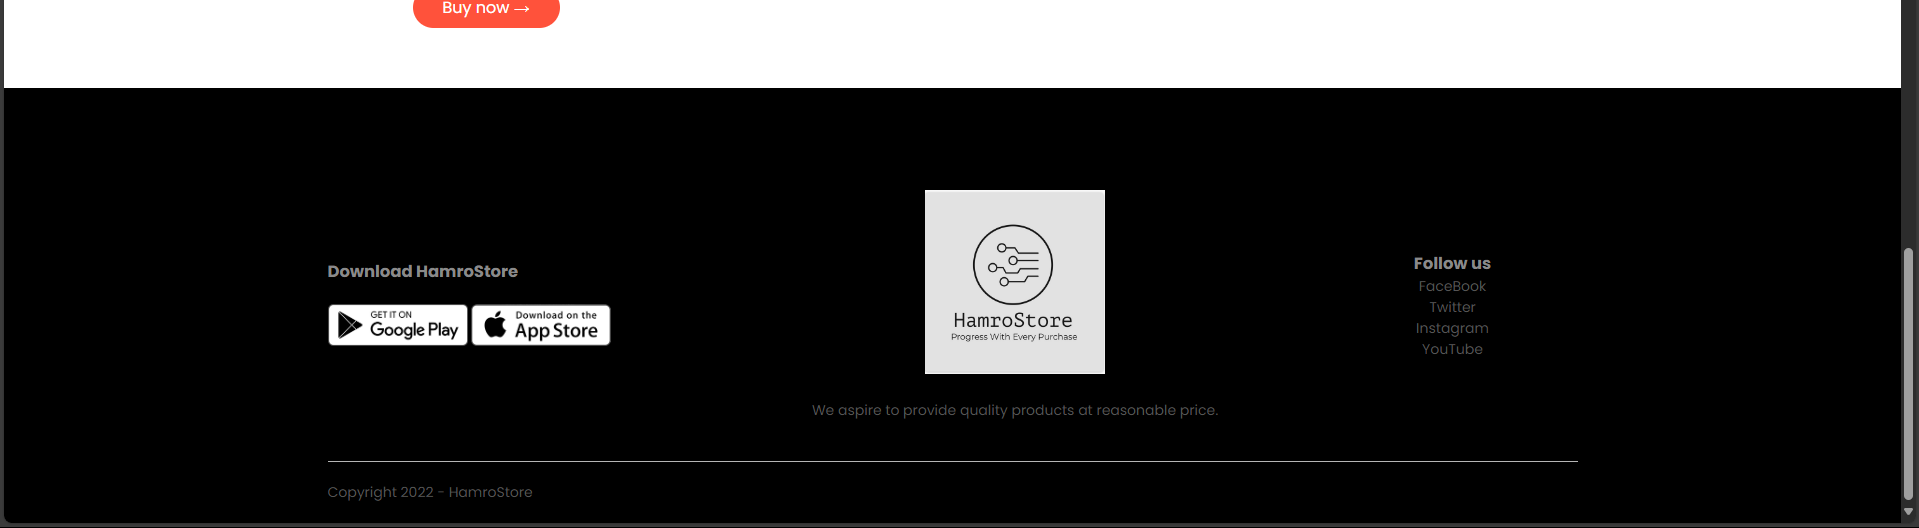 Buy now →
Download HamroStore
GET IT ON
Google Play
Download on the
App Store
HamroStore
Progress With Every Purchase
We aspire to provide quality products at reasonable price.
Follow us
FaceBook
Twitter
Instagram
YouTube
Copyright 2022 - HamroStore